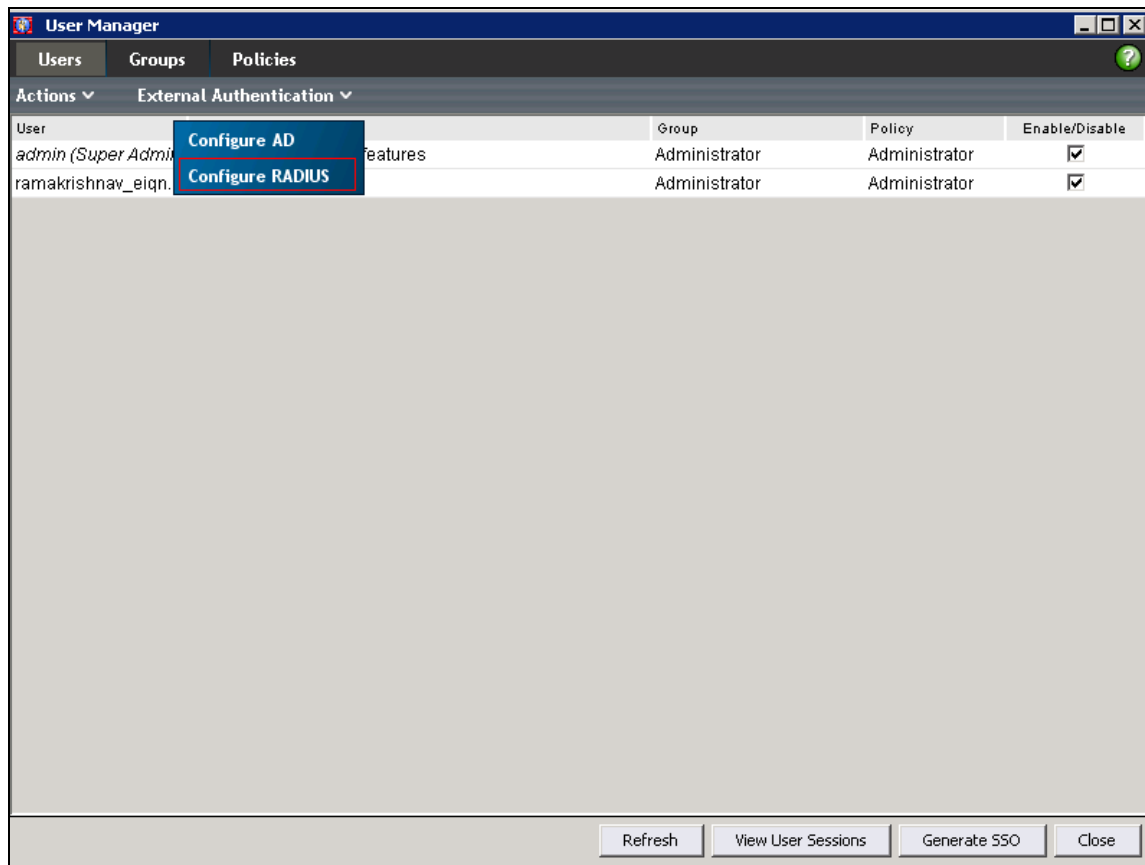 User Manager
Users Groups Policies
Actions External Authentication
User Group Policy Enable/Disable
Configure AD
admin (Super Admi features Administrator Administrator
Configure RADIUS
ramakrishnav_eiqn. Administrator Administrator
Refresh View User Sessions Generate SSO Close